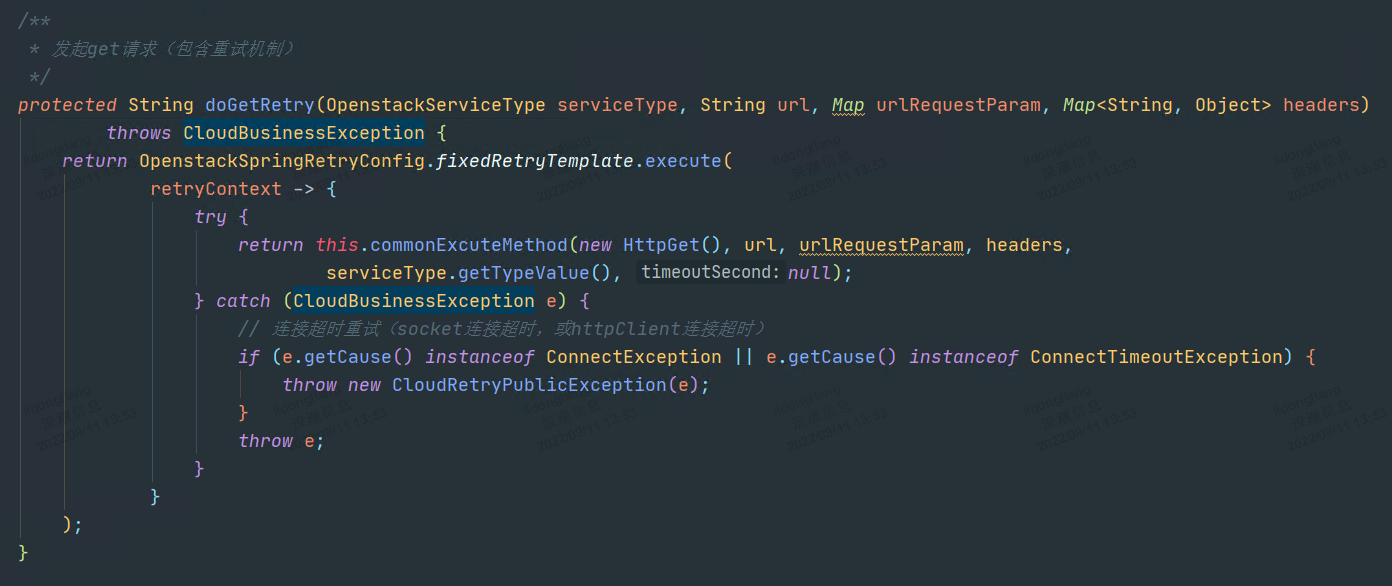 /**
 * 发起get请求（包含重试机制）
 */
protected String doGetRetry(OpenstackServiceType serviceType, String url, Map urlRequestParam, Map<String, Object> headers)
        throws CloudBusinessException {
    return OpenstackSpringRetryConfig.fixedRetryTemplate.execute(
            retryContext -> {
                try {
                    return this.commonExcuteMethod(new HttpGet(), url, urlRequestParam, headers,
                            serviceType.getTypeValue(), timeoutSecond: null);
                } catch (CloudBusinessException e) {
                    // 连接超时重试（socket连接超时，或httpClient连接超时）
                    if (e.getCause() instanceof ConnectException || e.getCause() instanceof ConnectTimeoutException) {
                        throw new CloudRetryPublicException(e);
                    }
                    throw e;
                }
            }
    );
}